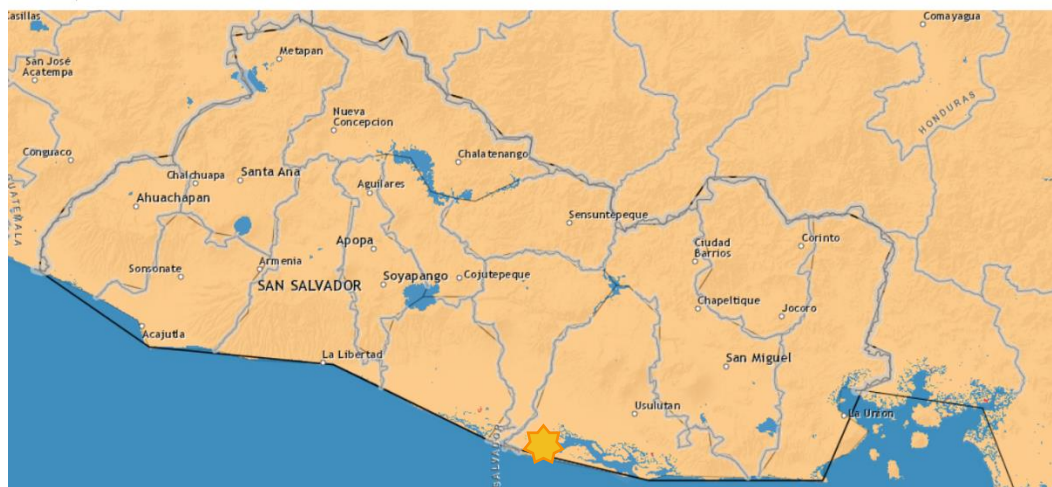 Casillas
Comayagua
San José
Acatempa
Metapan
HONDURAS
Nueva
Concepcion
Conguaco
Chalatenango
Chalchuapa
Santa Ana
Aguilares
Ahuachapan
GUATEMALA
Sensuntepeque
Apopa
Ciudad
Barrios
Corinto
Sonsonate
Armenia
Soyapango
Cojutepeque
SAN SALVADOR
Chapeltique
Jocoro
Acajutla
La Libertad
San Miguel
Usulutan
La Union
SALVADOR